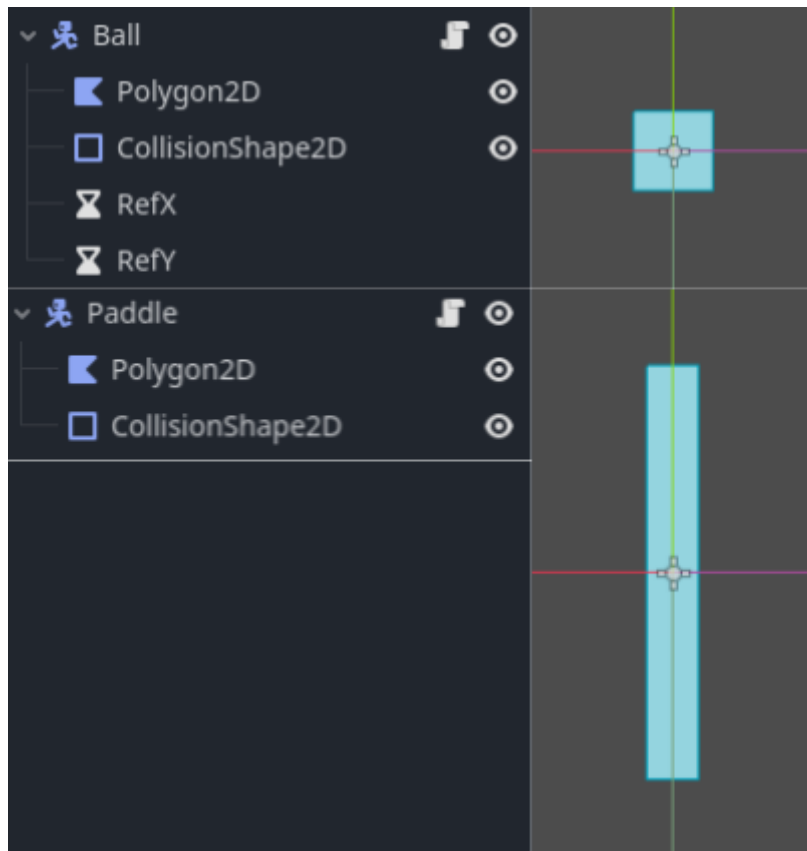 Ball
Polygon2D
CollisionShape2D
RefX
RefY
Paddle
Polygon2D
CollisionShape2D